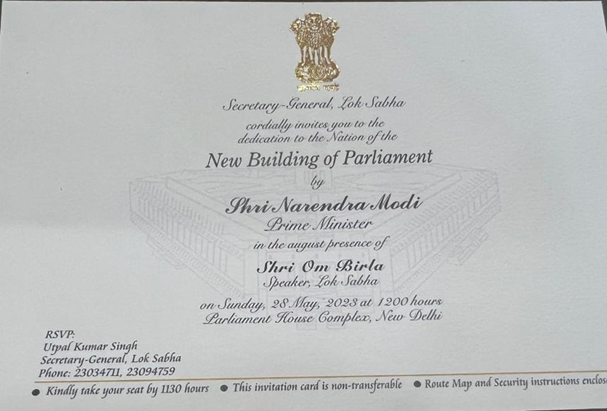 Secretary-General, Lok Sabha
cordially invites you to the
dedication to the Nation of the
New Building of Parliament
by
Shri Narendra Modi
Prime Minister
in the august presence of
Shri Om Birla
Speaker, Lok Sabha
on Sunday, 28 May, 2023 at 1200 hours
Parliament House Complex, New Delhi
RSVP:
Utpal Kumar Singh
Secretary-General, Lok Sabha
Phone: 23034711, 23094759
● Kindly take your seat by 1130 hours ● This invitation card is non-transferable ● Route Map and Security instructions